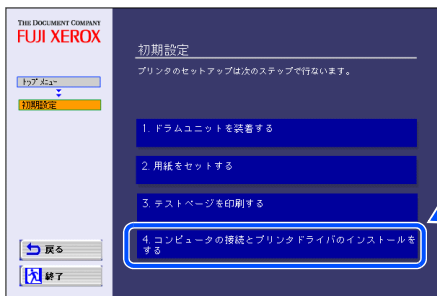 THE DOCUMENT COMPANY
FUJI XEROX
トップ メニュー
初期設定
戻る
終了
初期設定
プリンタのセットアップは次のステップで行ないます。
1. ドラムユニットを装着する
2. 用紙をセットする
3. テストページを印刷する
4. コンピュータの接続とプリンタドライバのインストールを
する